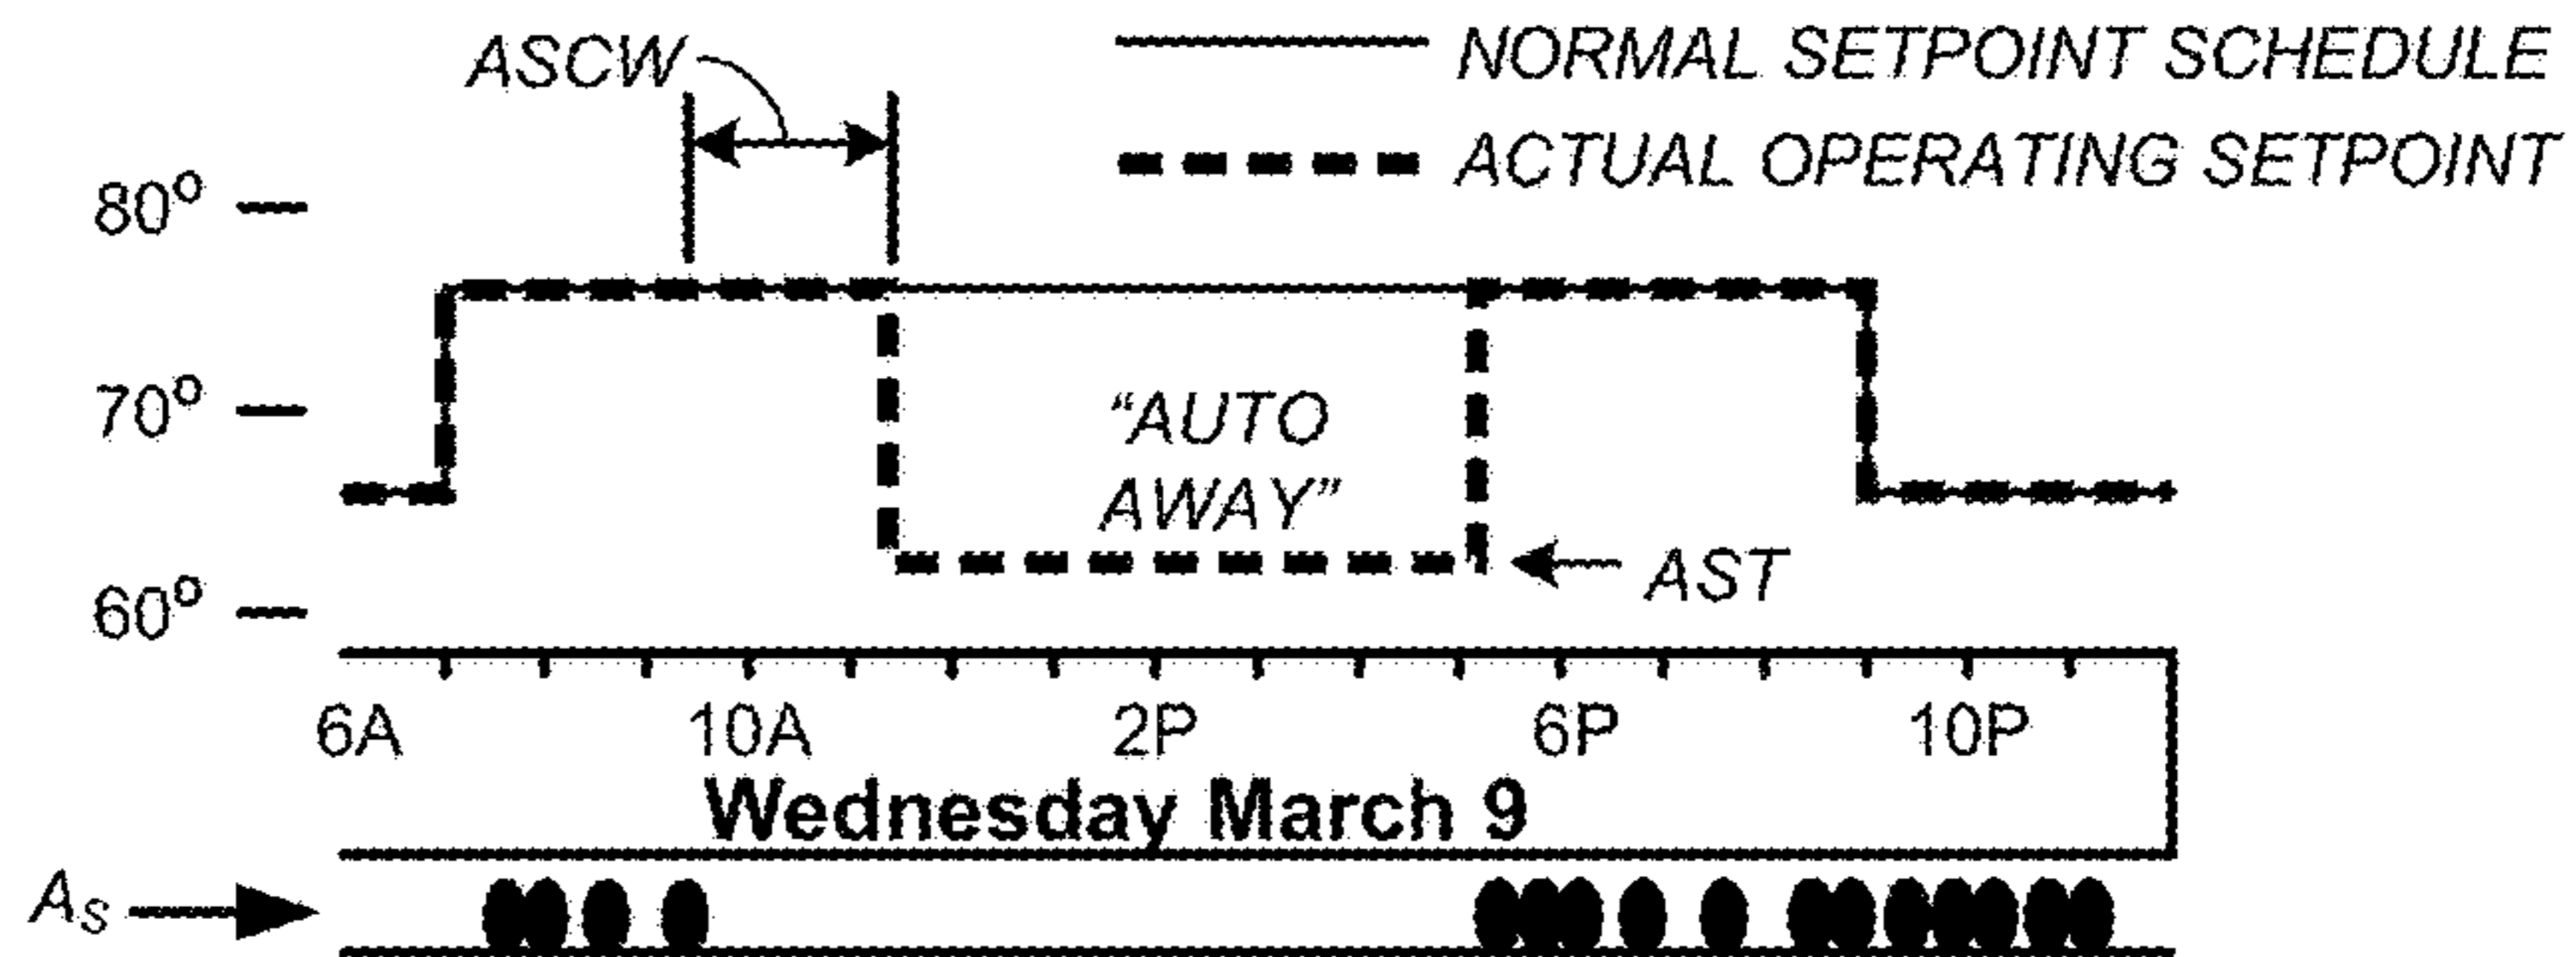 ASCW
NORMAL SETPOINT SCHEDULE
ACTUAL OPERATING SETPOINT
80°
70°
60°
“AUTO
AWAY”
AST
6A 10A 2P 6P 10P
Wednesday March 9
As